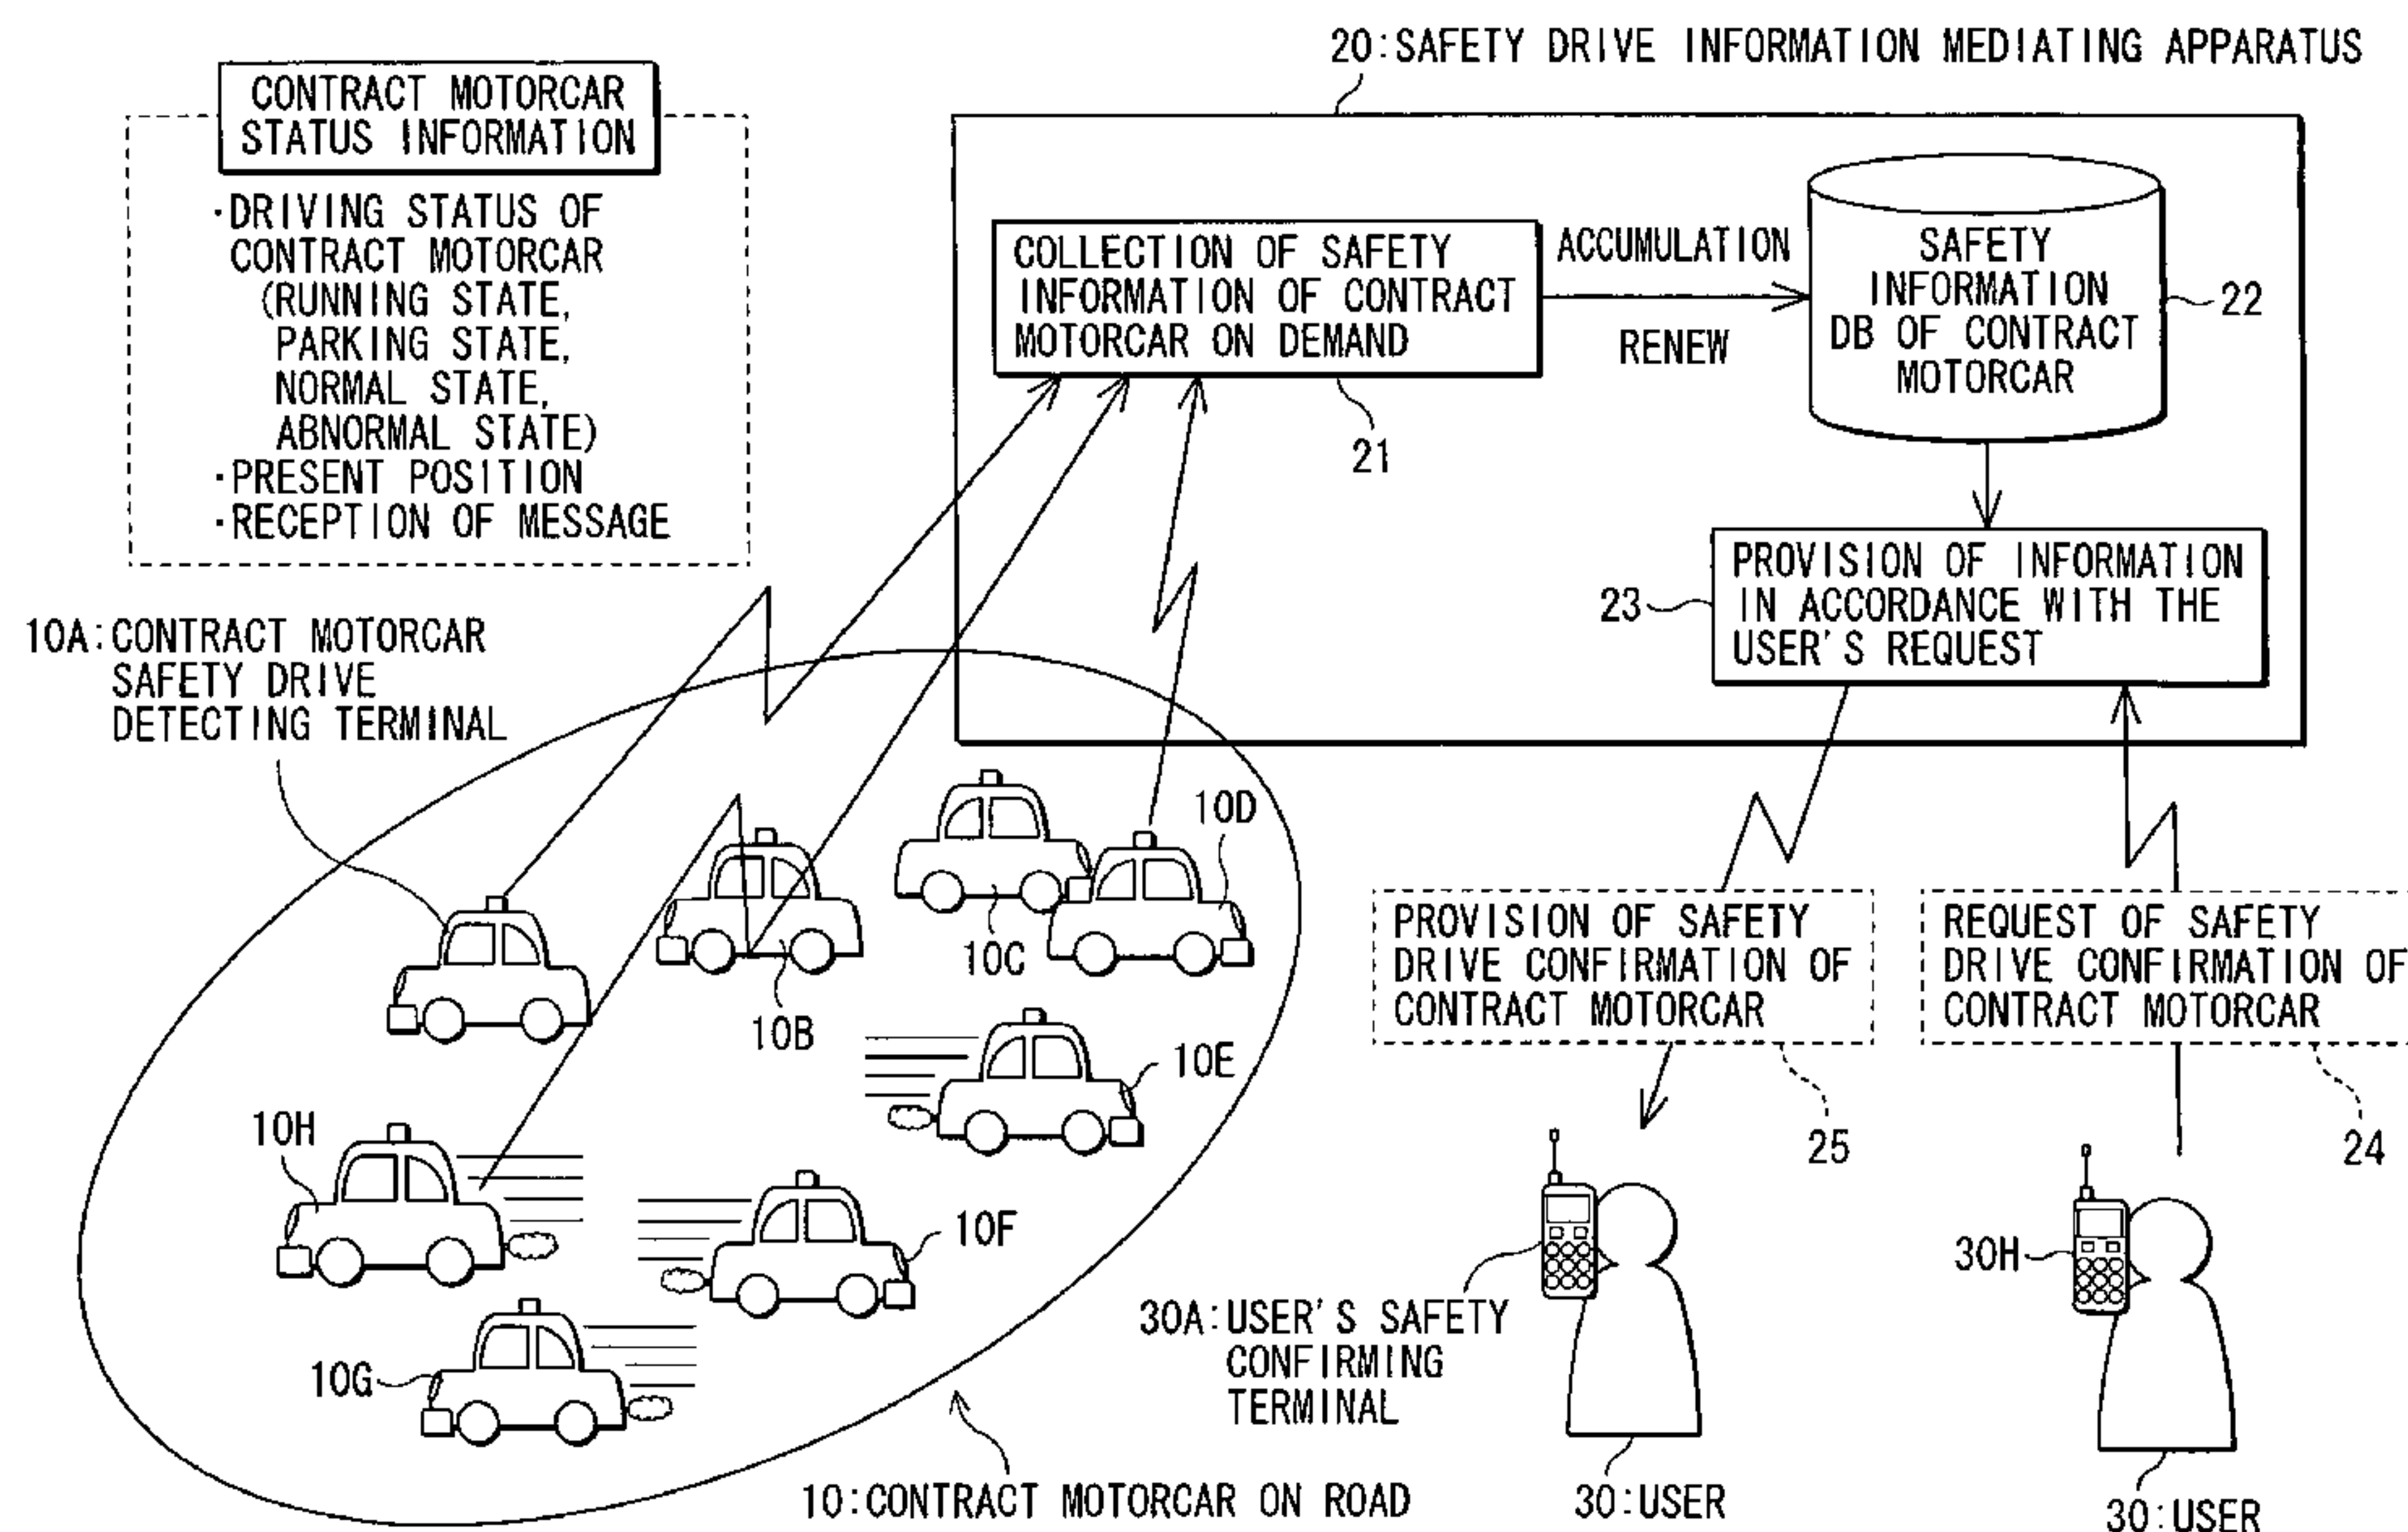 20:SAFETY DRIVE INFORMATION MEDIATING APPARATUS
CONTRACT MOTORCAR
STATUS INFORMATION
·DRIVING STATUS OF
CONTRACT MOTORCAR
(RUNNING STATE,
PARKING STATE,
NORMAL STATE,
ABNORMAL STATE)
·PRESENT POSITION
·RECEPTION OF MESSAGE
COLLECTION OF SAFETY
INFORMATION OF CONTRACT
MOTORCAR ON DEMAND
21
ACCUMULATION
RENEW
SAFETY
INFORMATION
DB OF CONTRACT
MOTORCAR
22
PROVISION OF INFORMATION
IN ACCORDANCE WITH THE
USER'S REQUEST
23
10A:CONTRACT MOTORCAR
SAFETY DRIVE
DETECTING TERMINAL
10B
10C
10D
10E
10F
10G
10H
10:CONTRACT MOTORCAR ON ROAD
PROVISION OF SAFETY
DRIVE CONFIRMATION OF
CONTRACT MOTORCAR
25
REQUEST OF SAFETY
DRIVE CONFIRMATION OF
CONTRACT MOTORCAR
24
30A:USER'S SAFETY
CONFIRMING
TERMINAL
30:USER
30H
30:USER